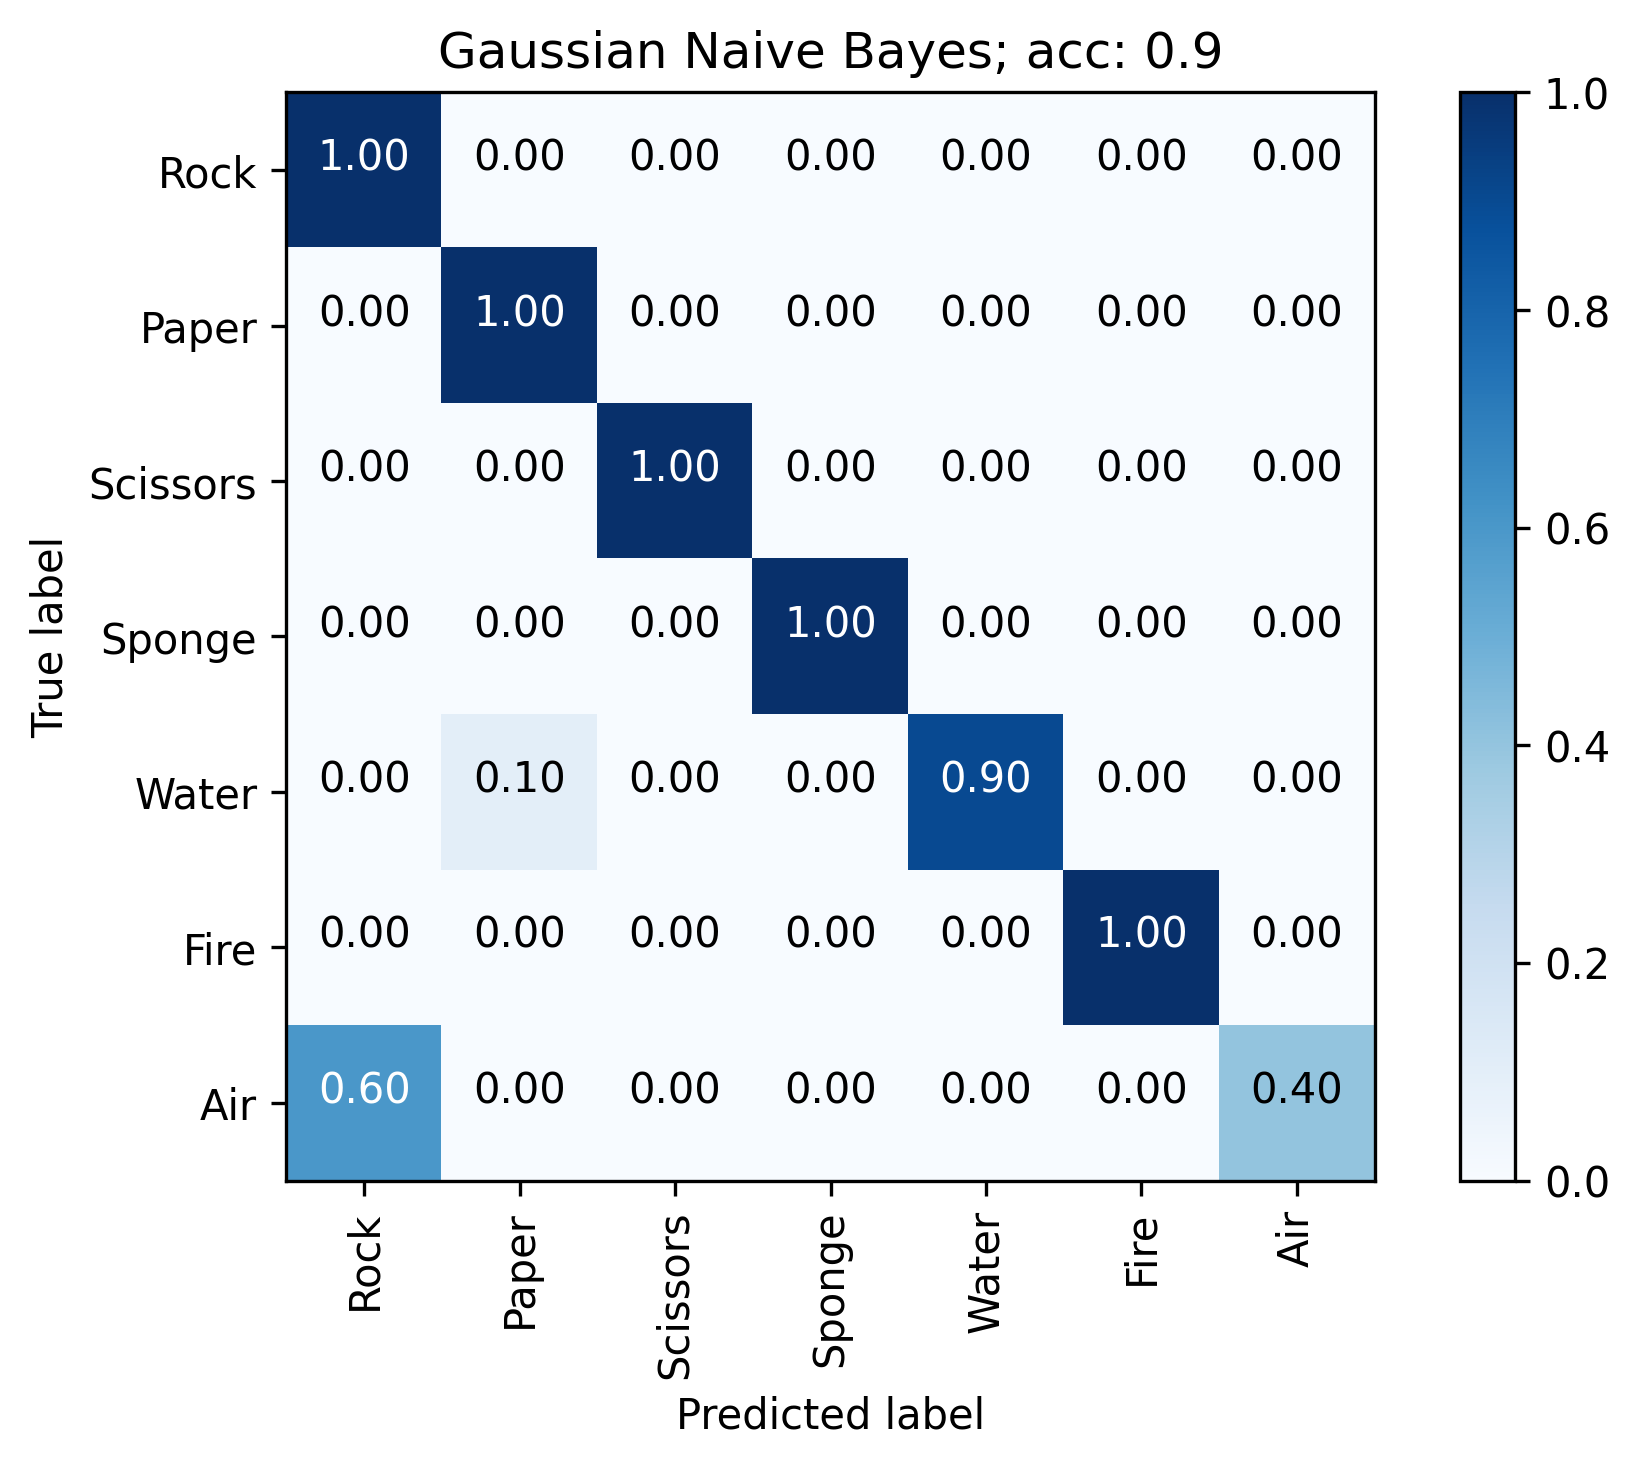 Gaussian Naive Bayes; acc: 0.9
Rock 1.00 0.00 0.00 0.00 0.00 0.00 0.00
Paper 0.00 1.00 0.00 0.00 0.00 0.00 0.00
Scissors 0.00 0.00 1.00 0.00 0.00 0.00 0.00
Sponge 0.00 0.00 0.00 1.00 0.00 0.00 0.00
Water 0.00 0.10 0.00 0.00 0.90 0.00 0.00
Fire 0.00 0.00 0.00 0.00 0.00 1.00 0.00
Air 0.60 0.00 0.00 0.00 0.00 0.00 0.40
True label
Rock Paper Scissors Sponge Water Fire Air
Predicted label
1.0
0.8
0.6
0.4
0.2
0.0